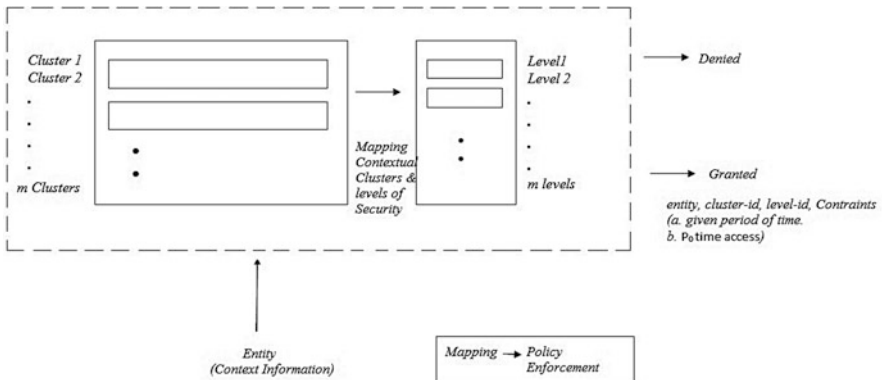 Cluster 1
Cluster 2
m Clusters
Mapping
Contextual
Clusters &
levels of
Security
Level1
Level 2
m levels
Denied
Granted
entity, cluster-id, level-id, Contraints
(a. given period of time.
b. P₀ time access)
Entity
(Context Information)
Mapping → Policy
Enforcement